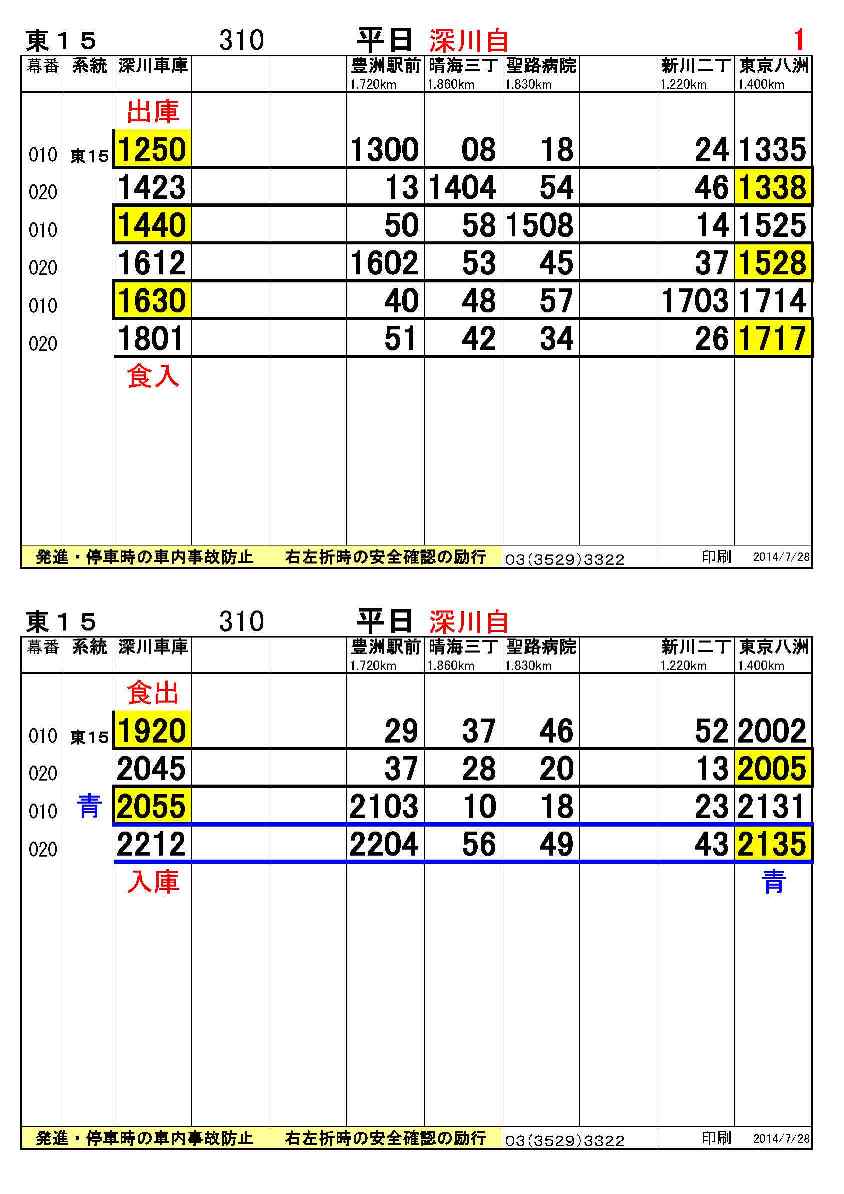 東１５ 310 平日 深川自 1
幕番 系統 深川車庫 豊洲駅前 晴海三丁 聖路病院 新川二丁 東京八洲
1.720km 1.860km 1.830km 1.220km 1.400km
出庫
010 東15 1250 1300 08 18 24 1335
020 1423 13 1404 54 46 1338
010 1440 50 58 1508 14 1525
020 1612 1602 53 45 37 1528
010 1630 40 48 57 1703 1714
020 1801 51 42 34 26 1717
食入
発進・停車時の車内事故防止 右左折時の安全確認の励行 03(3529)3322 印刷 2014/7/28
東１５ 310 平日 深川自
幕番 系統 深川車庫 豊洲駅前 晴海三丁 聖路病院 新川二丁 東京八洲
1.720km 1.860km 1.830km 1.220km 1.400km
食出
010 東15 1920 29 37 46 52 2002
020 2045 37 28 20 13 2005
010 青 2055 2103 10 18 23 2131
020 2212 2204 56 49 43 2135
入庫 青
発進・停車時の車内事故防止 右左折時の安全確認の励行 03(3529)3322 印刷 2014/7/28